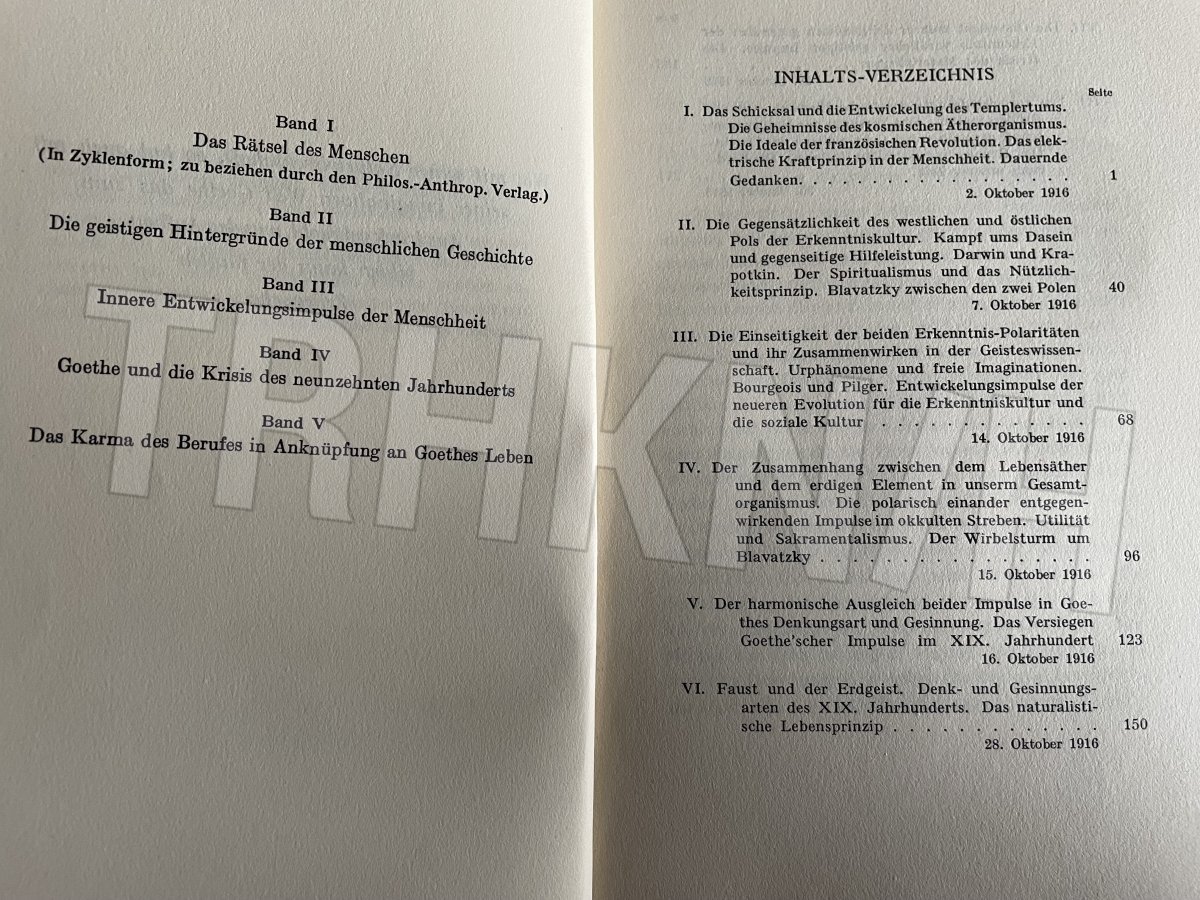 Band I
Das Rätsel des Menschen
(In Zyklenform; zu beziehen durch den Philos.-Anthrop. Verlag.)
Band II
Die geistigen Hintergründe der menschlichen Geschichte
Band III
Innere Entwickelungsimpulse der Menschheit
Band IV
Goethe und die Krisis des neunzehnten Jahrhunderts
Band V
Das Karma des Berufes in Anknüpfung an Goethes Leben
INHALTS-VERZEICHNIS
Seite
I. Das Schicksal und die Entwickelung des Templertums.
Die Geheimnisse des kosmischen Ätherorganismus.
Die Ideale der französischen Revolution. Das elek-
trische Kraftprinzip in der Menschheit. Dauernde
Gedanken. . . . . . . . . . . . . . . . . . 1
2. Oktober 1916
II. Die Gegensätzlichkeit des westlichen und östlichen
Pols der Erkenntniskultur. Kampf ums Dasein
und gegenseitige Hilfeleistung. Darwin und Kra-
potkin. Der Spiritualismus und das Nützlich-
keitsprinzip. Blavatzky zwischen den zwei Polen 40
7. Oktober 1916
III. Die Einseitigkeit der beiden Erkenntnis-Polaritäten
und ihr Zusammenwirken in der Geisteswissen-
schaft. Urphänomene und freie Imaginationen.
Bourgeois und Pilger. Entwickelungsimpulse der
neueren Evolution für die Erkenntniskultur und
die soziale Kultur . . . . . . . . . . . . . 68
14. Oktober 1916
IV. Der Zusammenhang zwischen dem Lebensäther
und dem erdigen Element in unserm Gesamt-
organismus. Die polarisch einander entgegen-
wirkenden Impulse im okkulten Streben. Utilität
und Sakramentalismus. Der Wirbelsturm um
Blavatzky . . . . . . . . . . . . . . . . . 96
15. Oktober 1916
V. Der harmonische Ausgleich beider Impulse in Goe-
thes Denkungsart und Gesinnung. Das Versiegen
Goethe'scher Impulse im XIX. Jahrhundert 123
16. Oktober 1916
VI. Faust und der Erdgeist. Denk- und Gesinnungs-
arten des XIX. Jahrhunderts. Das naturalisti-
sche Lebensprinzip . . . . . . . . . . . . . 150
28. Oktober 1916